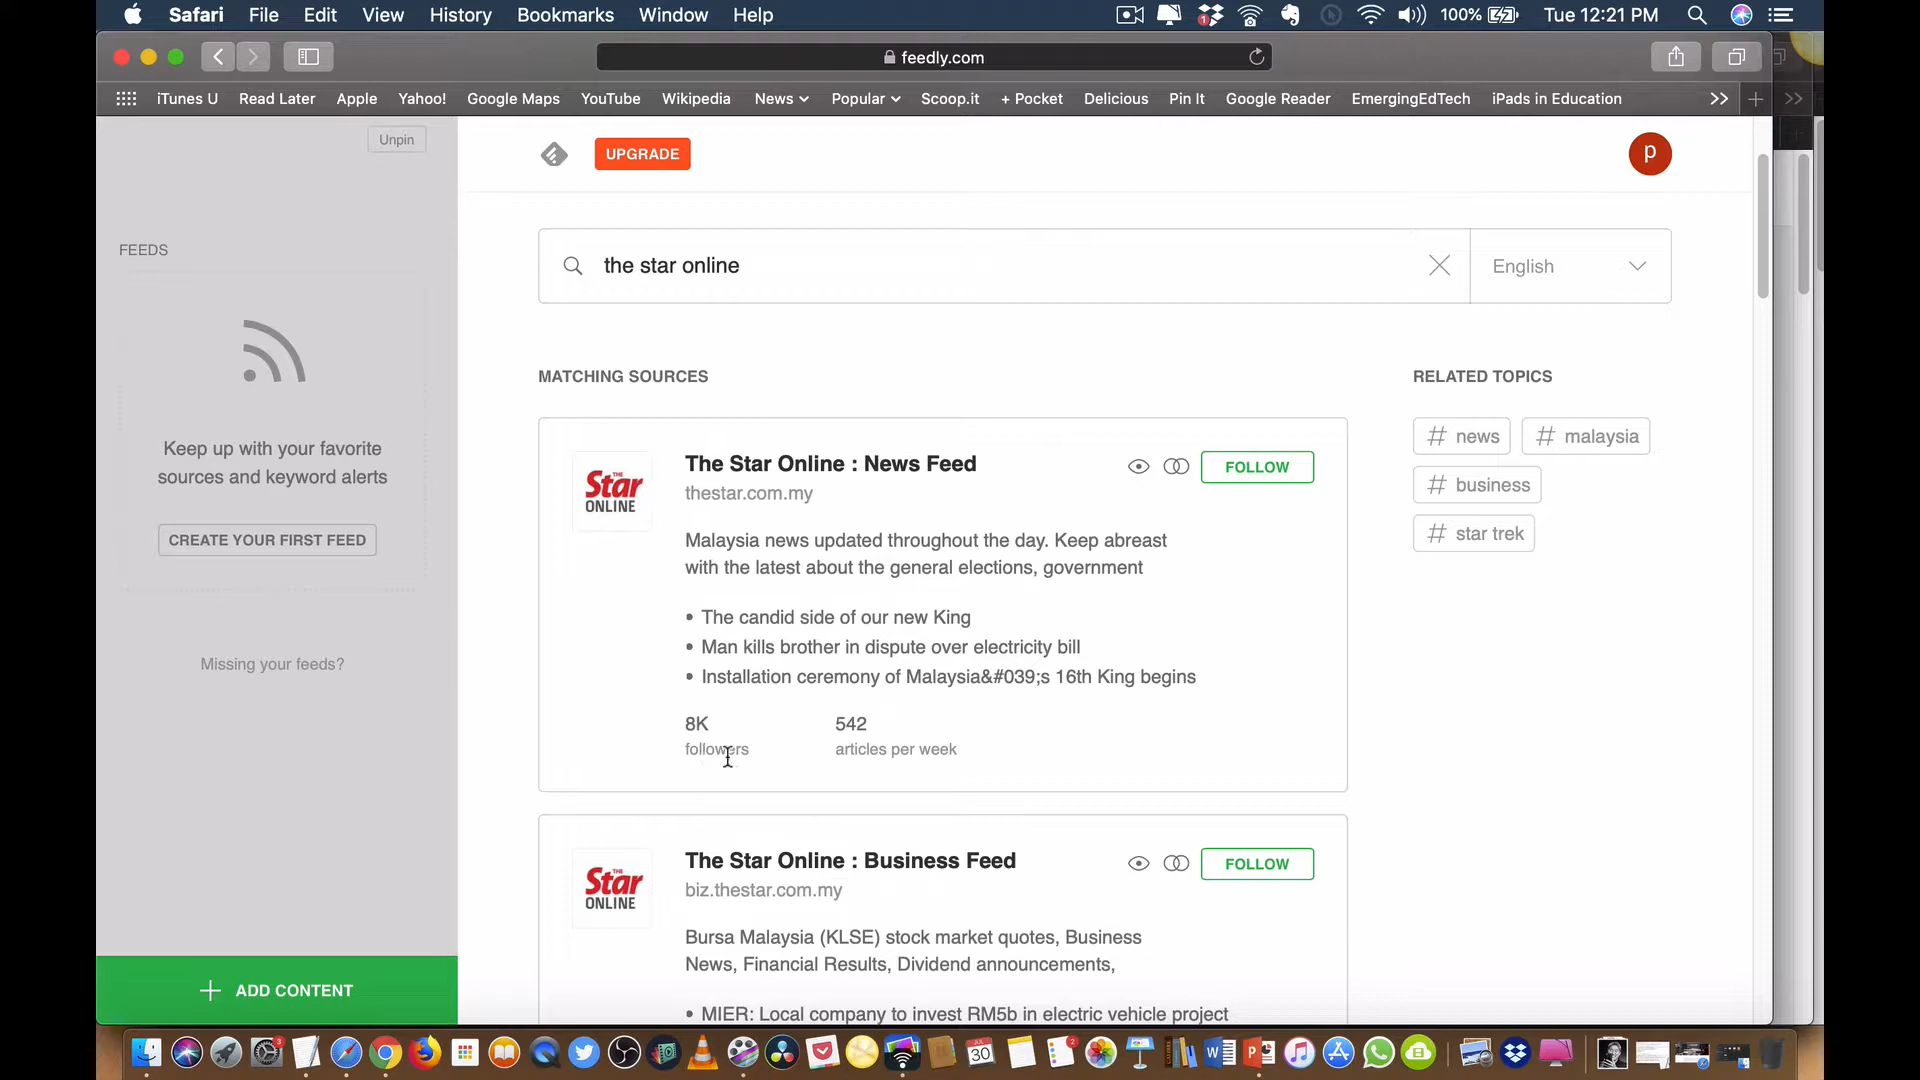 Safari File Edit View History Bookmarks Window Help 1 100% Tue 12:21 PM
feedly.com
iTunes U Read Later Apple Yahoo! Google Maps YouTube Wikipedia News Popular Scoop.it + Pocket Delicious Pin It Google Reader EmergingEdTech iPads in Education
Unpin
UPGRADE
p
FEEDS
the star online
English
MATCHING SOURCES
RELATED TOPICS
# news # malaysia
# business
# star trek
Keep up with your favorite
sources and keyword alerts
CREATE YOUR FIRST FEED
Missing your feeds?
ADD CONTENT
THE
Star
ONLINE
The Star Online : News Feed
FOLLOW
thestar.com.my
Malaysia news updated throughout the day. Keep abreast
with the latest about the general elections, government
• The candid side of our new King
• Man kills brother in dispute over electricity bill
• Installation ceremony of Malaysia&#039;s 16th King begins
8K 542
followers articles per week
THE
Star
ONLINE
The Star Online : Business Feed
FOLLOW
biz.thestar.com.my
Bursa Malaysia (KLSE) stock market quotes, Business
News, Financial Results, Dividend announcements,
• MIER: Local company to invest RM5b in electric vehicle project
3
JUL
30
2